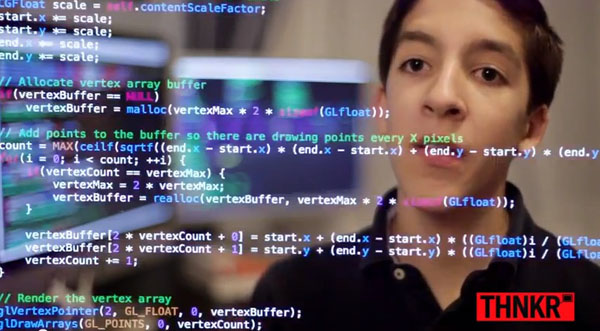 CGFloat scale = self.contentScaleFactor;
start.x *= scale;
start.y *= scale;
end.x *= scale;
end.y *= scale;
// Allocate vertex array buffer
if(vertexBuffer == NULL)
vertexBuffer = malloc(vertexMax * 2 * sizeof(GLfloat));
// Add points to the buffer so there are drawing points every X pixels
count = MAX(ceilf(sqrtf((end.x - start.x) * (end.x - start.x) + (end.y - start.y) * (end.y
for(i = 0; i < count; ++i) {
if(vertexCount == vertexMax) {
vertexMax = 2 * vertexMax;
vertexBuffer = realloc(vertexBuffer, vertexMax * 2 * sizeof(GLfloat));
}
vertexBuffer[2 * vertexCount + 0] = start.x + (end.x - start.x) * ((GLfloat)i / (GL
vertexBuffer[2 * vertexCount + 1] = start.y + (end.y - start.y) * ((GLfloat)i / (GL
vertexCount += 1;
}
// Render the vertex array
glVertexPointer(2, GL_FLOAT, 0, vertexBuffer);
glDrawArrays(GL_POINTS, 0, vertexCount);
THNKR